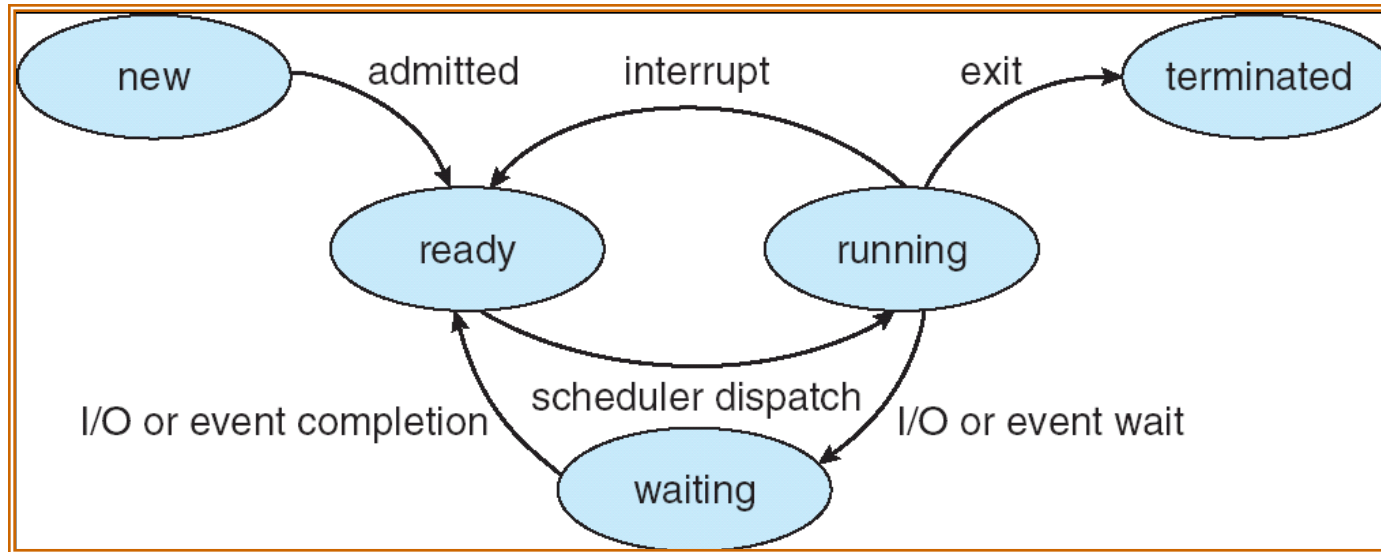 new
admitted
interrupt
exit
terminated
ready
running
scheduler dispatch
I/O or event completion
I/O or event wait
waiting